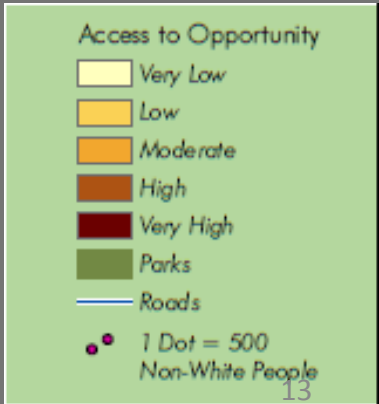 Access to Opportunity
Very Low
Low
Moderate
High
Very High
Parks
Roads
1 Dot = 500
Non-White People
13